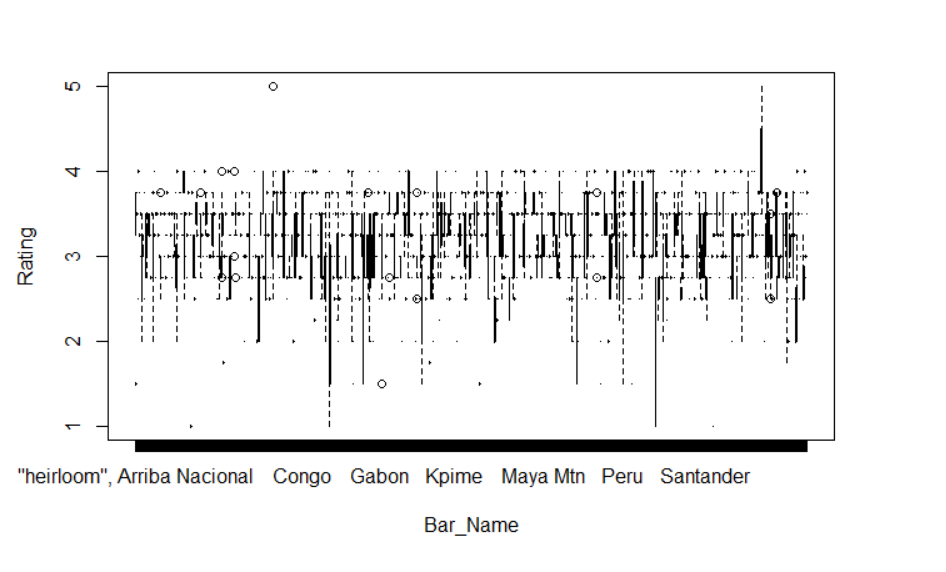 Rating
5
4
3
2
1
"heirloom", Arriba Nacional Congo Gabon Kpime Maya Mtn Peru Santander
Bar_Name